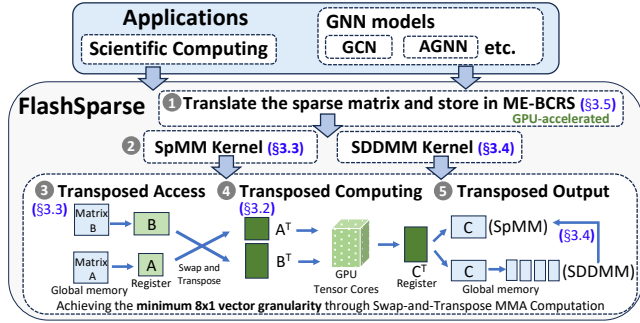 Applications
Scientific Computing
GNN models
GCN
AGNN
etc.
FlashSparse
1 Translate the sparse matrix and store in ME-BCRS (§3.5)
GPU-accelerated
2 SpMM Kernel (§3.3)
SDDMM Kernel (§3.4)
3 Transposed Access
(§3.3)
4 Transposed Computing
(§3.2)
5 Transposed Output
Matrix
B
B
Matrix
A
A
Global memory
Register
Swap and
Transpose
Aᵀ
Bᵀ
GPU
Tensor Cores
Cᵀ
Register
C (SpMM)
(§3.4)
C
(SDDMM)
Global memory
Achieving the minimum 8x1 vector granularity through Swap-and-Transpose MMA Computation